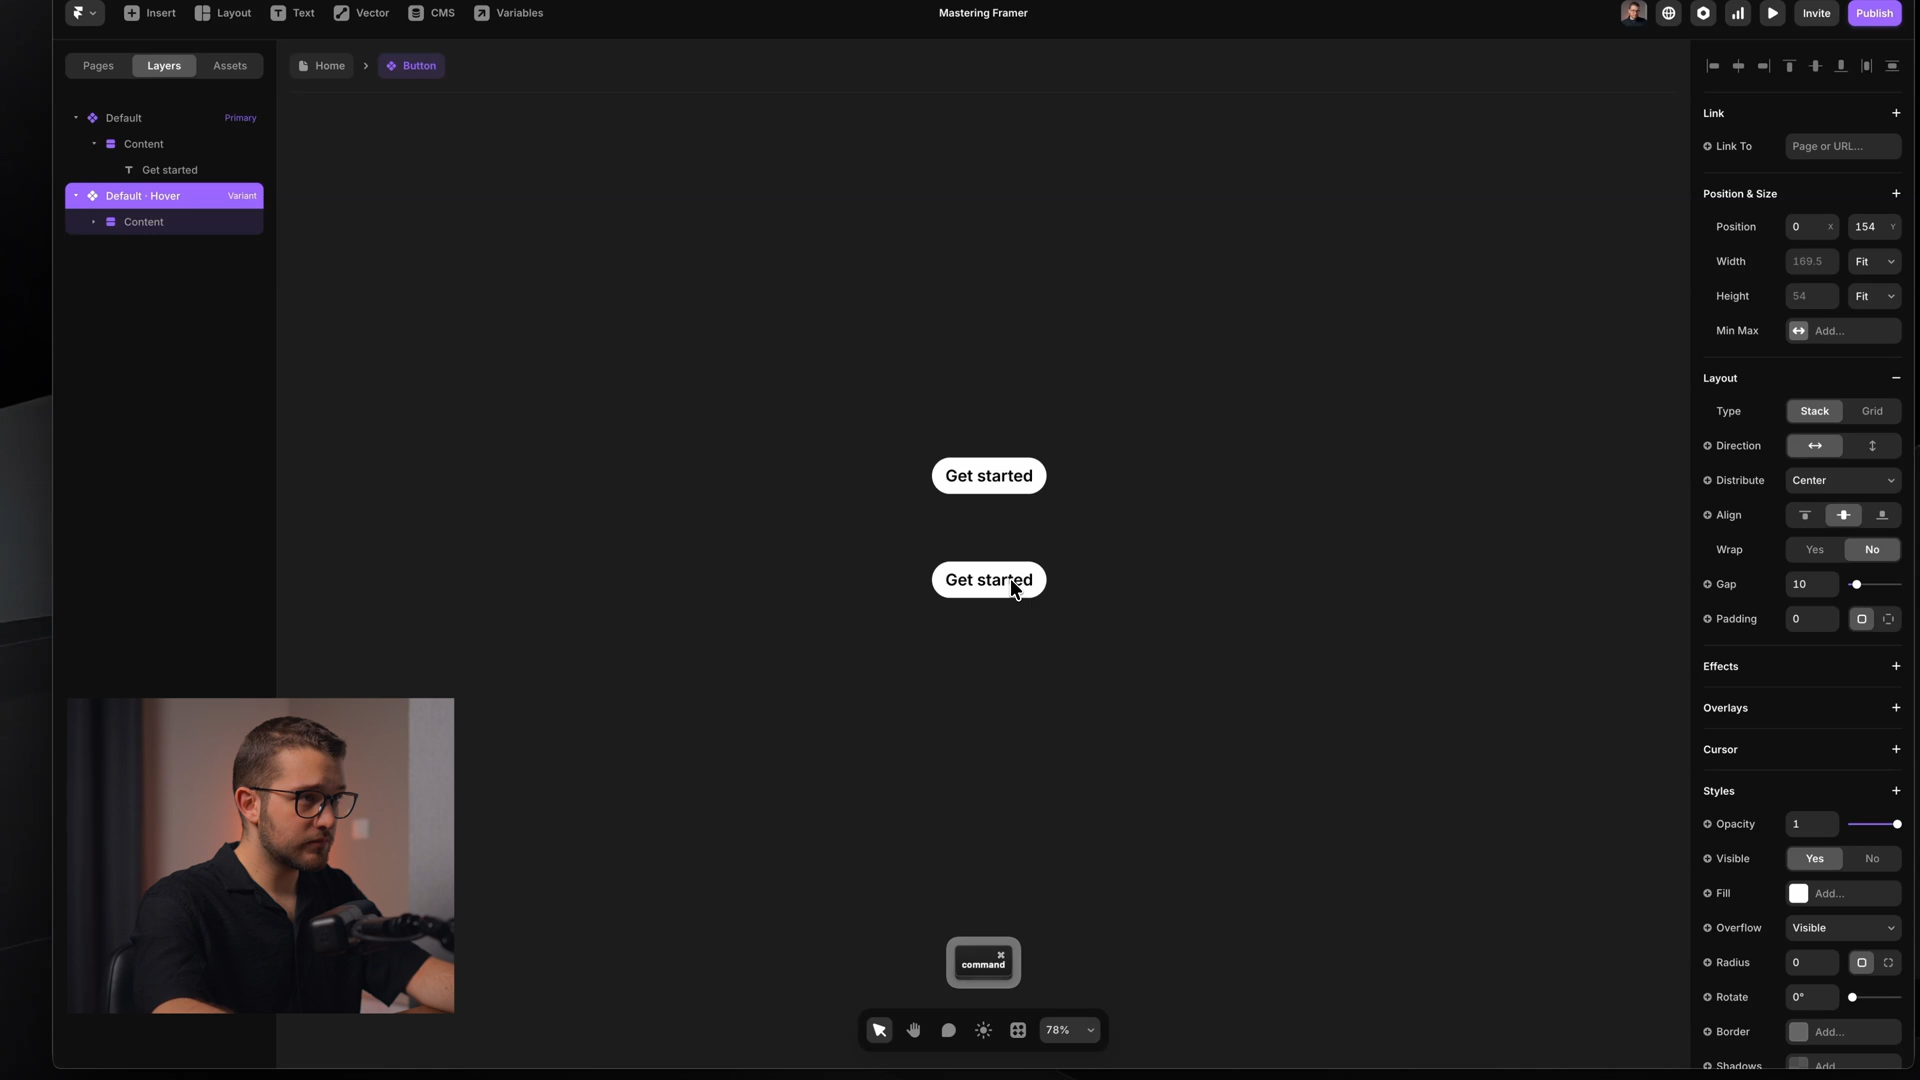 Insert
Layout
Text
Vector
CMS
Variables
Mastering Framer
Invite
Publish
Pages
Layers
Assets
Home
Button
Default
Primary
Content
Get started
Default · Hover
Variant
Content
Get started
Get started
⌘
command
78%
Link
Link To
Page or URL...
Position & Size
Position
0
X
154
Y
Width
169.5
Fit
Height
54
Fit
Min Max
Add...
Layout
Type
Stack
Grid
Direction
Distribute
Center
Align
Wrap
Yes
No
Gap
10
Padding
0
Effects
Overlays
Cursor
Styles
Opacity
1
Visible
Yes
No
Fill
Add...
Overflow
Visible
Radius
0
Rotate
0°
Border
Add...
Shadows
Add...